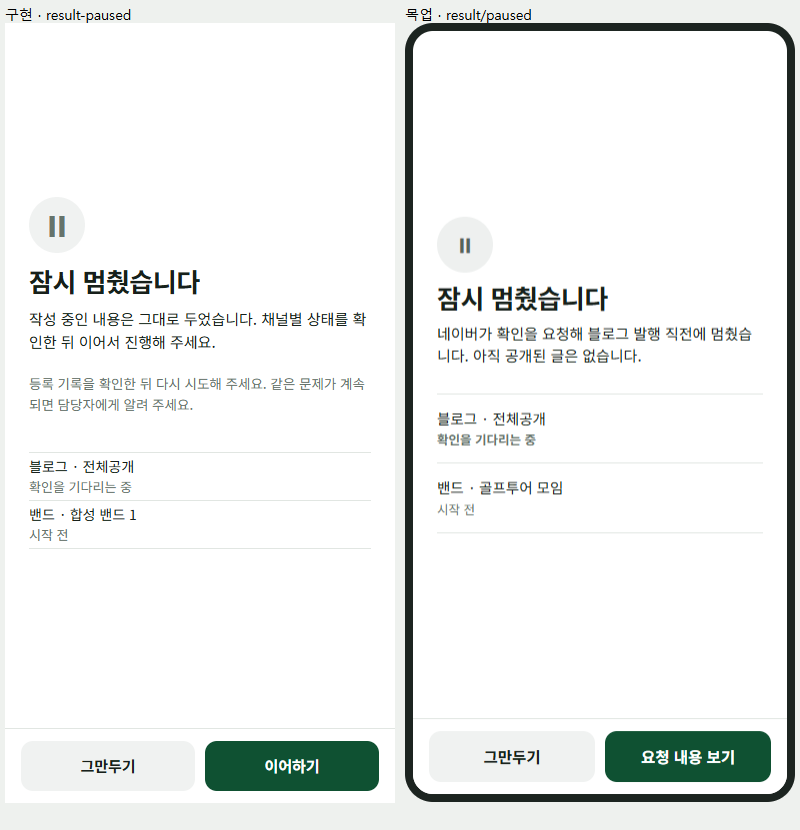 구현 · result-paused
잠시 멈췄습니다
작성 중인 내용은 그대로 두었습니다. 채널별 상태를 확
인한 뒤 이어서 진행해 주세요.
등록 기록을 확인한 뒤 다시 시도해 주세요. 같은 문제가 계속
되면 담당자에게 알려 주세요.
블로그 · 전체공개
확인을 기다리는 중
밴드 · 합성 밴드 1
시작 전
그만두기
이어하기
목업 · result/paused
잠시 멈췄습니다
네이버가 확인을 요청해 블로그 발행 직전에 멈췄습
니다. 아직 공개된 글은 없습니다.
블로그 · 전체공개
확인을 기다리는 중
밴드 · 골프투어 모임
시작 전
그만두기
요청 내용 보기